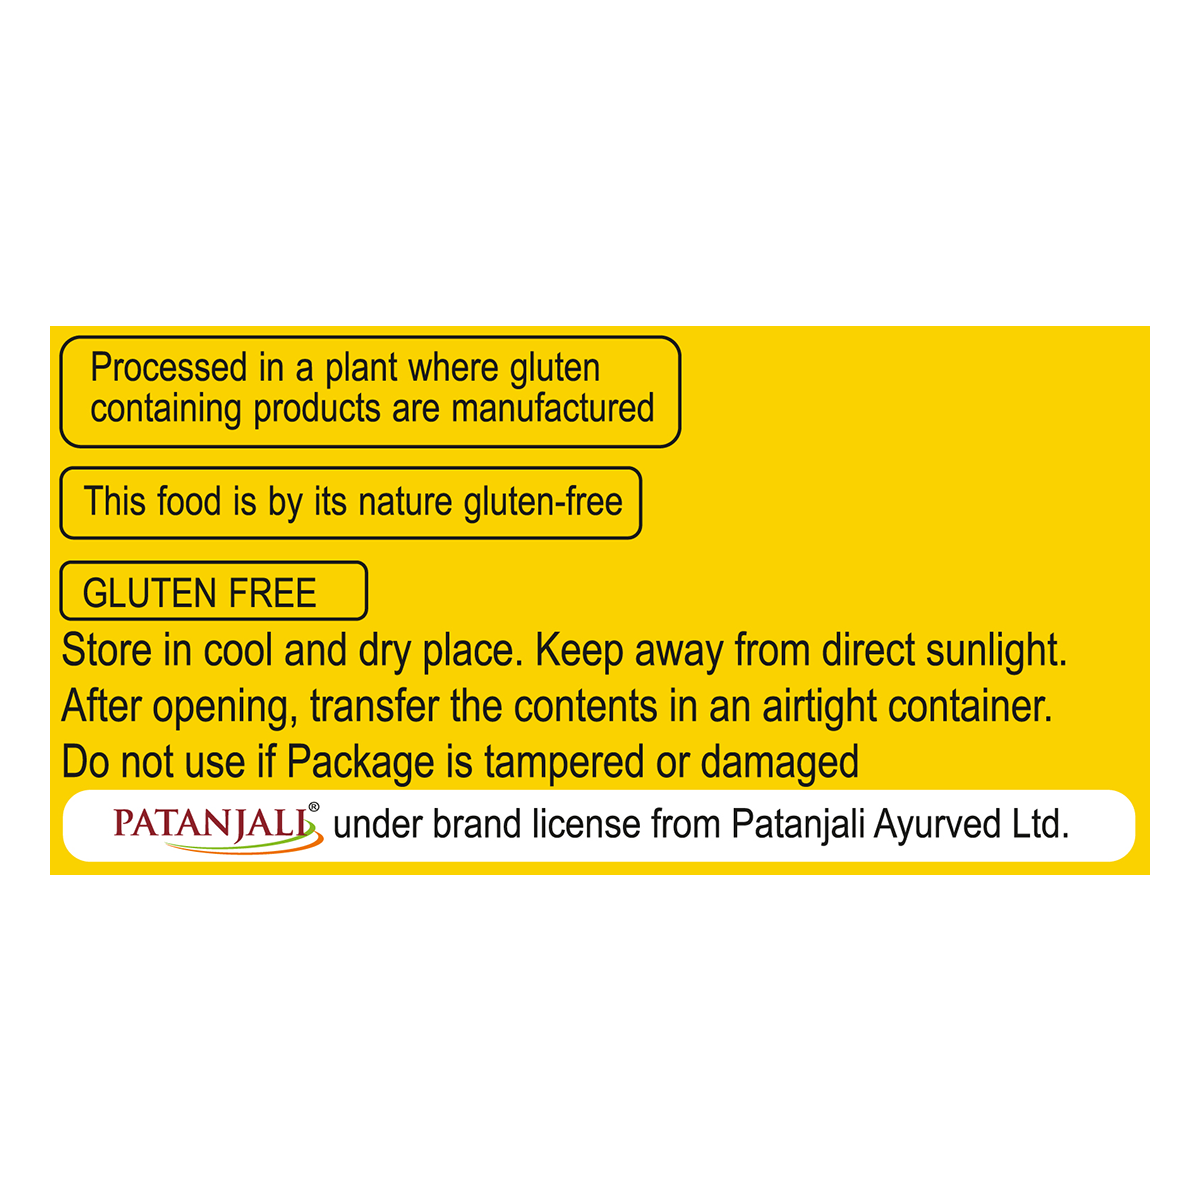 Processed in a plant where gluten
containing products are manufactured
This food is by its nature gluten-free
GLUTEN FREE
Store in cool and dry place. Keep away from direct sunlight.
After opening, transfer the contents in an airtight container.
Do not use if Package is tampered or damaged
PATANJALI® under brand license from Patanjali Ayurved Ltd.